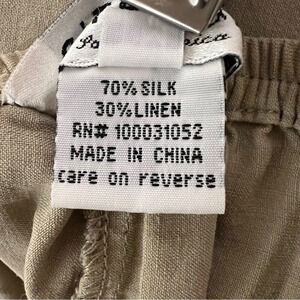 70% SILK
30% LINEN
RN# 100031052
MADE IN CHINA
care on reverse